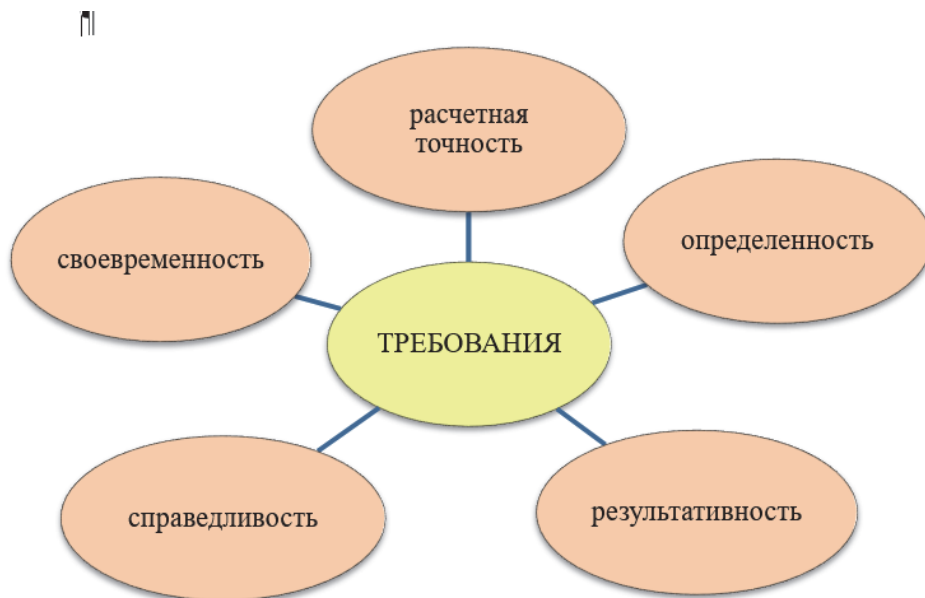 ¶
расчетная
точность
определенность
своевременность
ТРЕБОВАНИЯ
результативность
справедливость